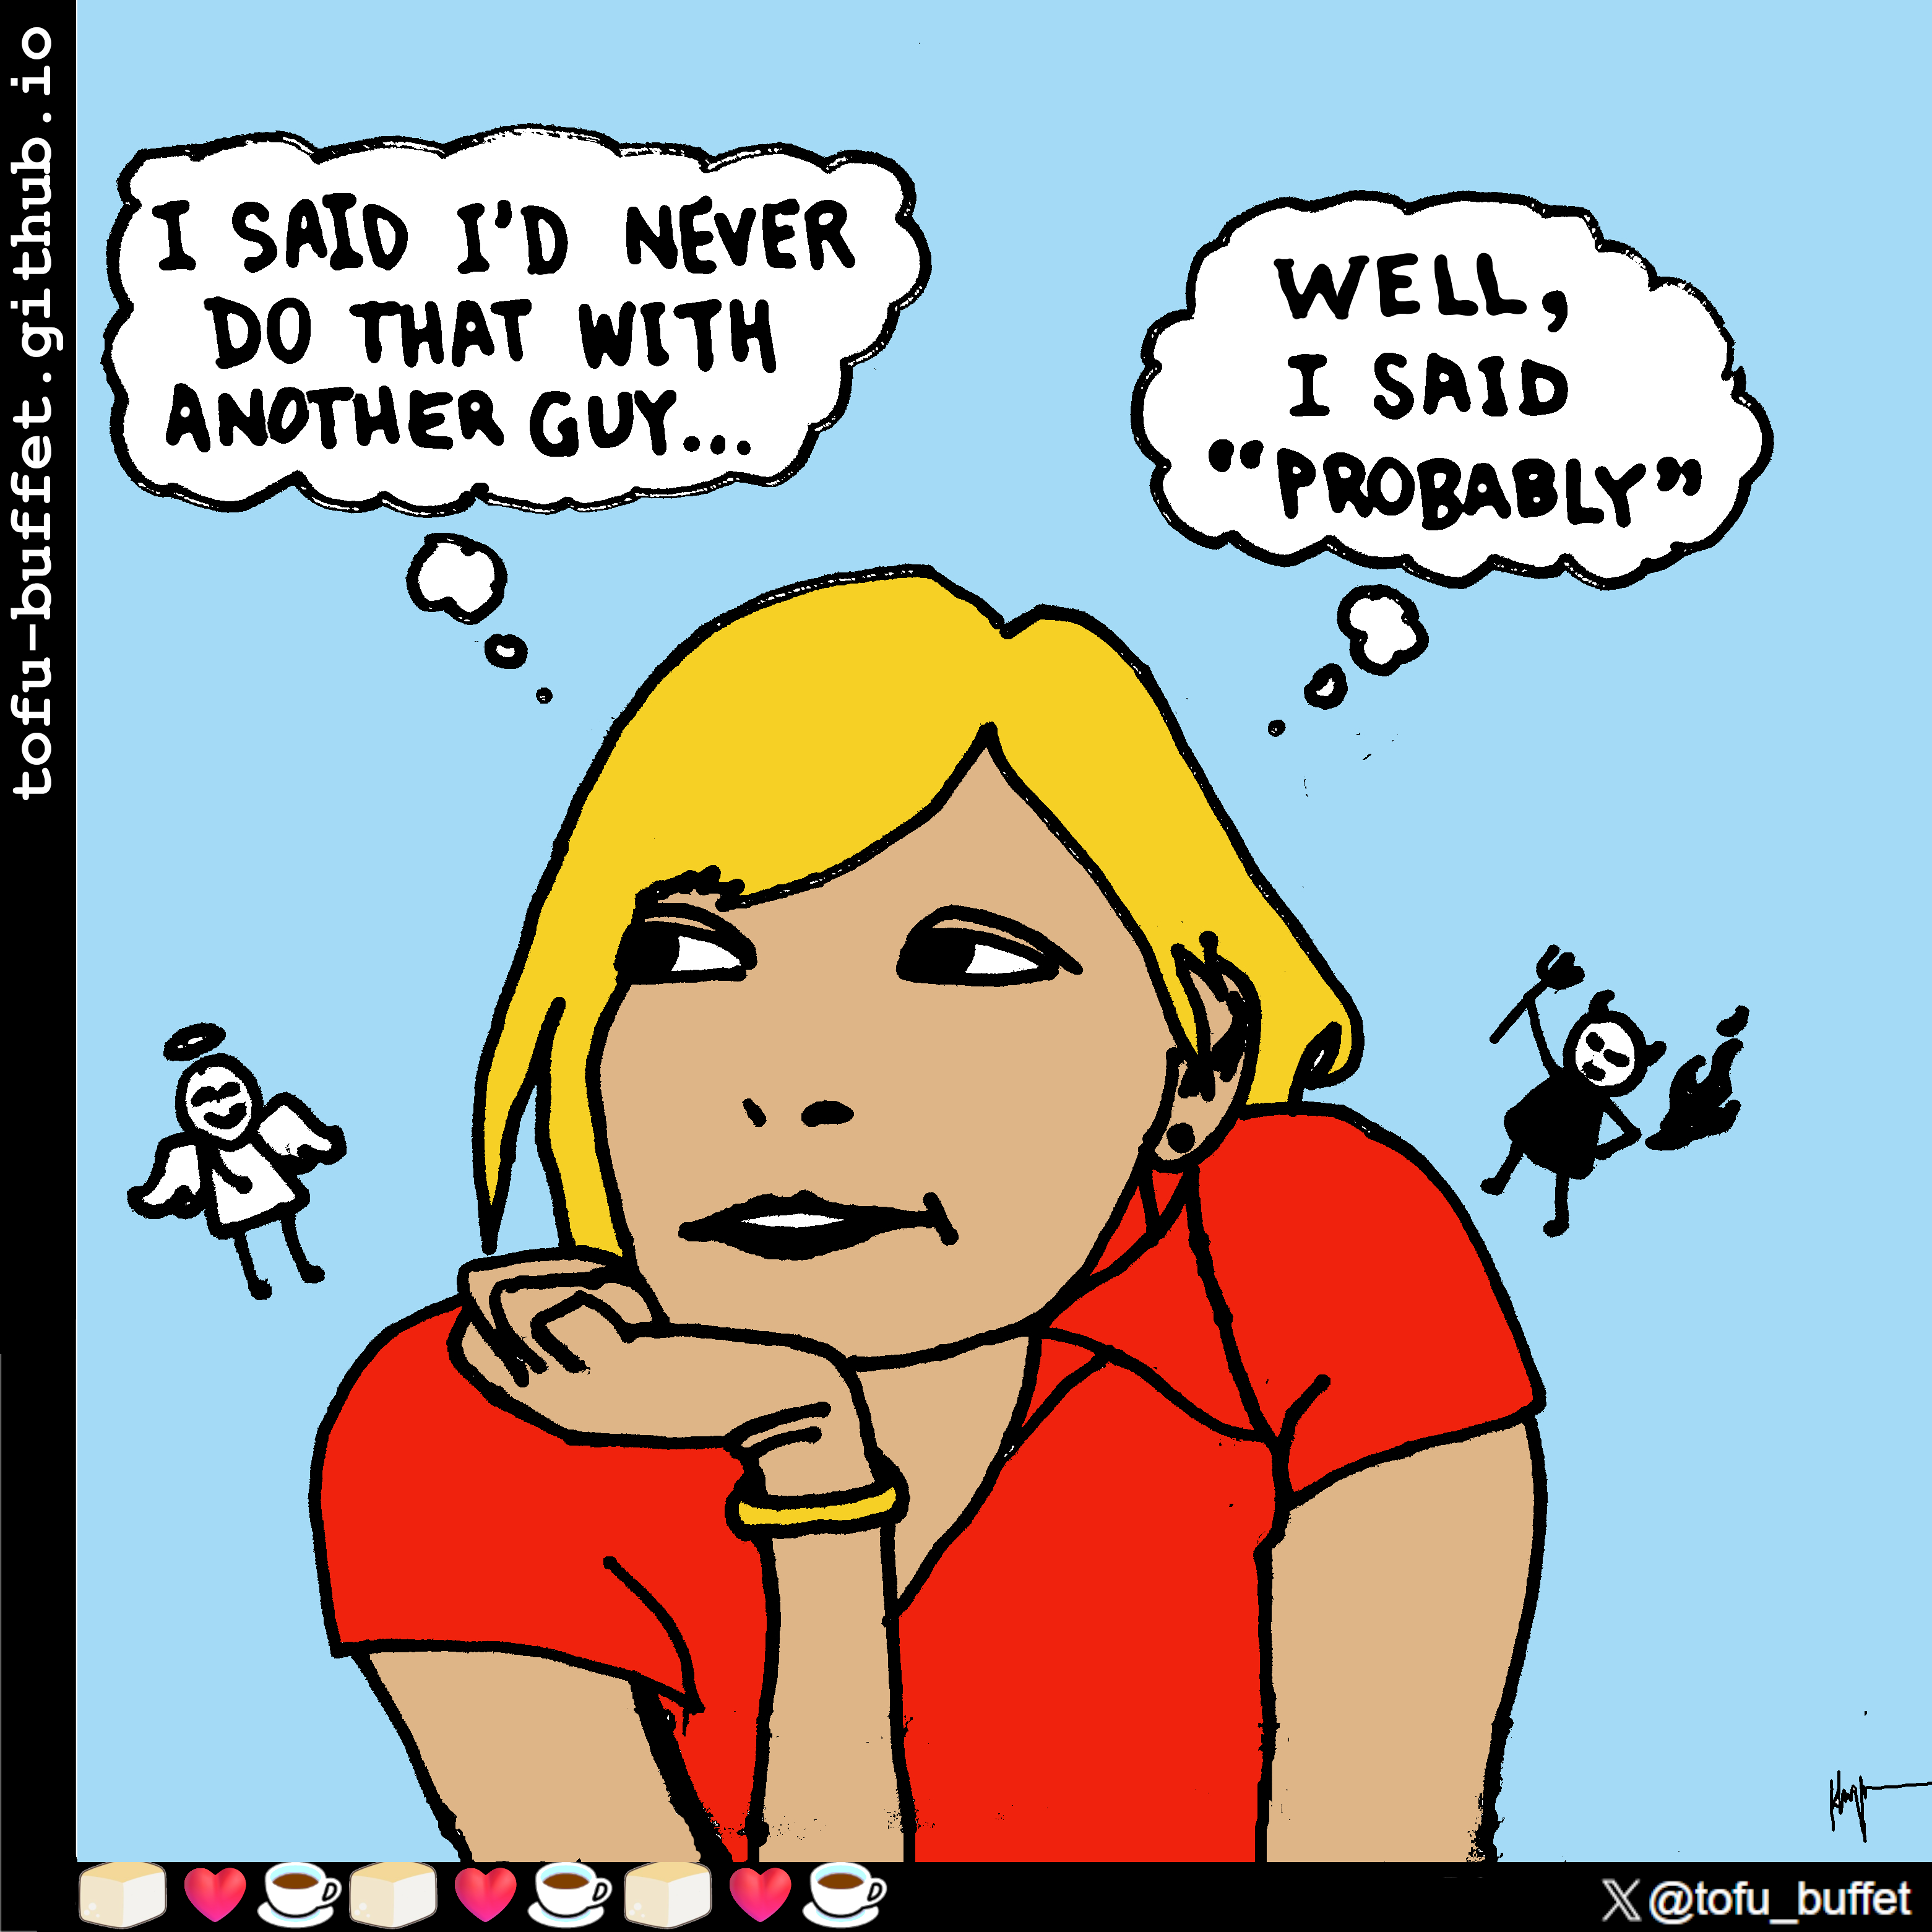 tofu-buffet.github.io
I SAID I'D NEVER
DO THAT WITH
ANOTHER GUY...
WELL,
I SAID
“PROBABLY”
X @tofu_buffet